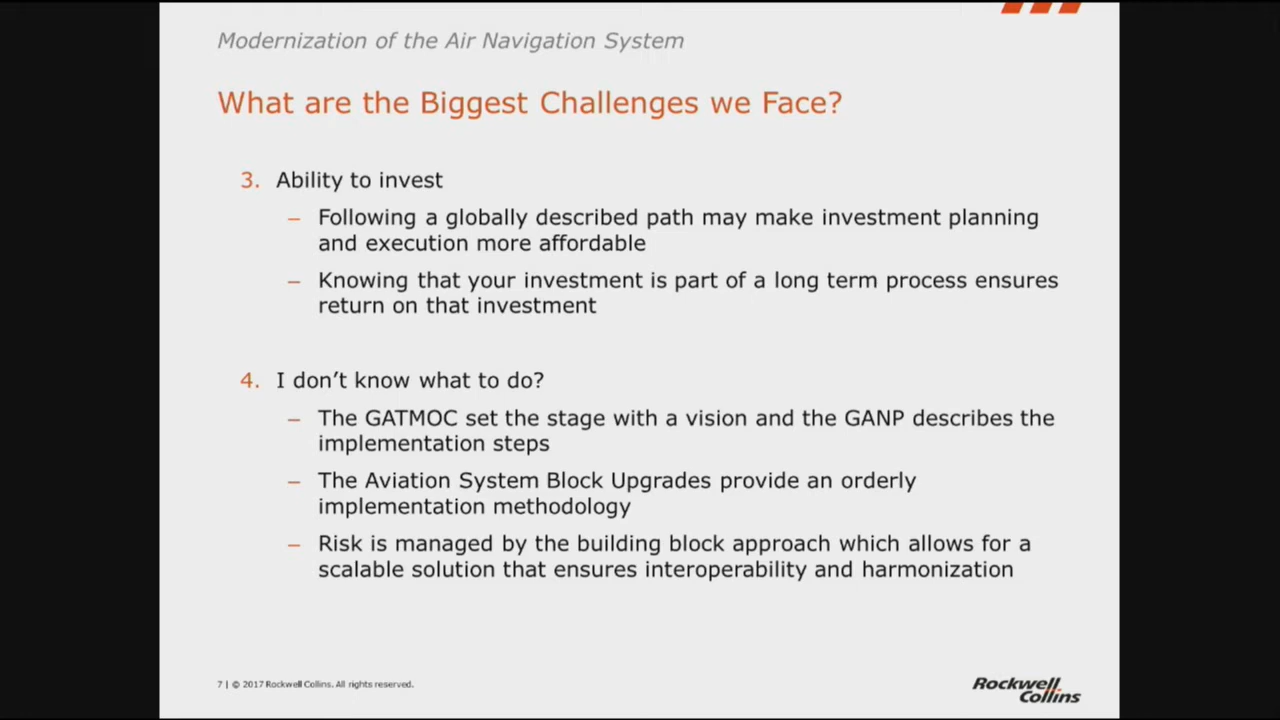 Modernization of the Air Navigation System
What are the Biggest Challenges we Face?
3. Ability to invest
– Following a globally described path may make investment planning
and execution more affordable
– Knowing that your investment is part of a long term process ensures
return on that investment
4. I don’t know what to do?
– The GATMOC set the stage with a vision and the GANP describes the
implementation steps
– The Aviation System Block Upgrades provide an orderly
implementation methodology
– Risk is managed by the building block approach which allows for a
scalable solution that ensures interoperability and harmonization
7 | © 2017 Rockwell Collins. All rights reserved.
Rockwell
Collins